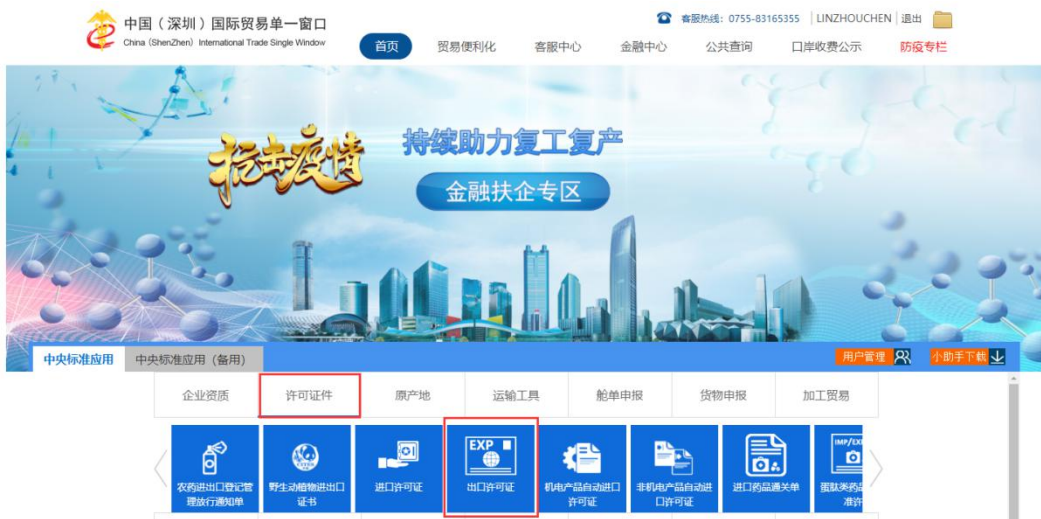 中国（深圳）国际贸易单一窗口
China (ShenZhen) International Trade Single Window
客服热线：0755-83165355 LINZHOUCHEN 退出
首页 贸易便利化 客服中心 金融中心 公共查询 口岸收费公示 防疫专栏
抗击疫情
持续助力复工复产
金融扶企专区
中央标准应用 中央标准应用（备用） 用户管理 小助手下载
企业资质 许可证件 原产地 运输工具 舱单申报 货物申报 加工贸易
EXP
IMP/EX
农药进出口登记管
理放行通知单
野生动植物进出口
证书
进口许可证
出口许可证
机电产品自动进口
许可证
非机电产品自动进
口许可证
进口药品通关单
蛋肽类药品
准许